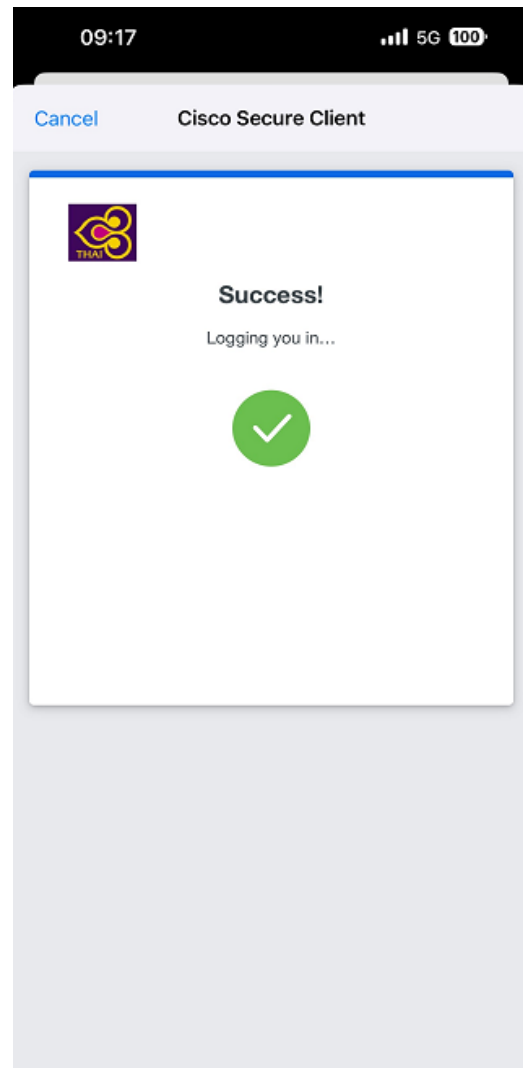 09:17 5G 100
Cancel Cisco Secure Client
THAI
Success!
Logging you in...